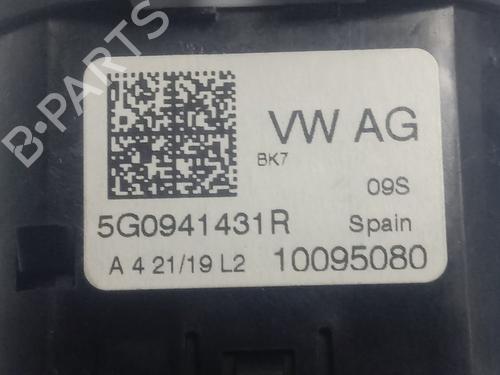 B-PARTS
VW AG
BK7
09S
5G0941431R Spain
A 4 21/19 L2 10095080